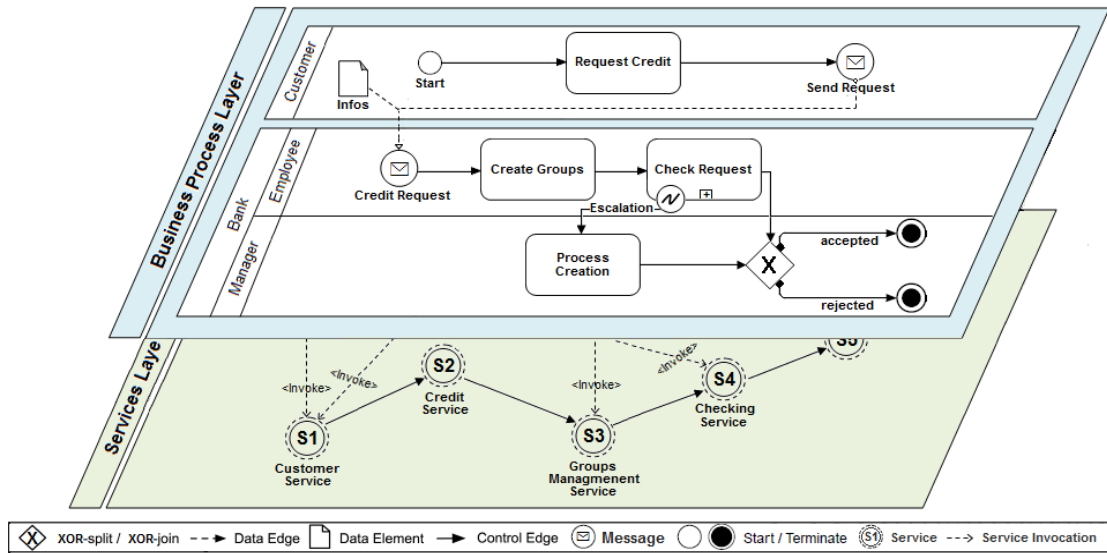 Business Process Layer
Customer
Infos
Start
Request Credit
Send Request
Bank
Employee
Manager
Credit Request
Create Groups
Check Request
Escalation
Process
Creation
X
accepted
rejected
Services Laye
<Invoke>
<Invoke>
<Invoke>
<Invoke>
S1
Customer
Service
S2
Credit
Service
S3
Groups
Managmenent
Service
S4
Checking
Service
S5
X XOR-split / XOR-join Data Edge Data Element Control Edge Message Start / Terminate S1 Service Service Invocation